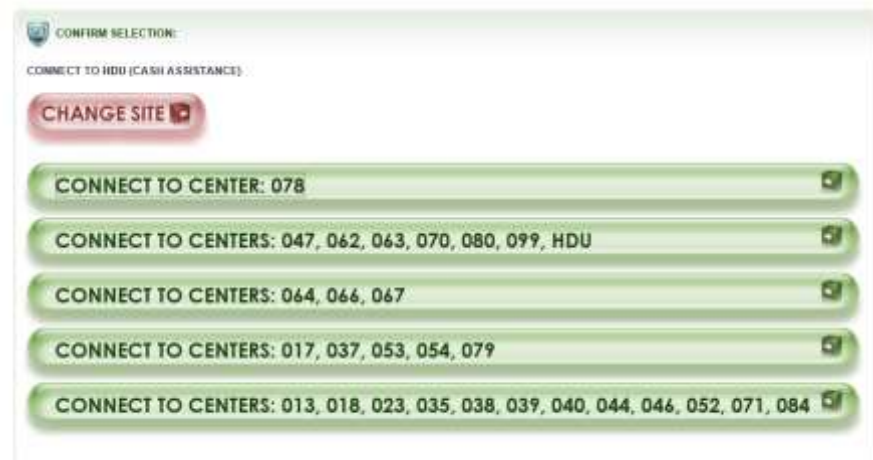 CONFIRM SELECTION:
CONNECT TO HDU (CASH ASSISTANCE)
CHANGE SITE
CONNECT TO CENTER: 078
CONNECT TO CENTERS: 047, 062, 063, 070, 080, 099, HDU
CONNECT TO CENTERS: 064, 066, 067
CONNECT TO CENTERS: 017, 037, 053, 054, 079
CONNECT TO CENTERS: 013, 018, 023, 035, 038, 039, 040, 044, 046, 052, 071, 084